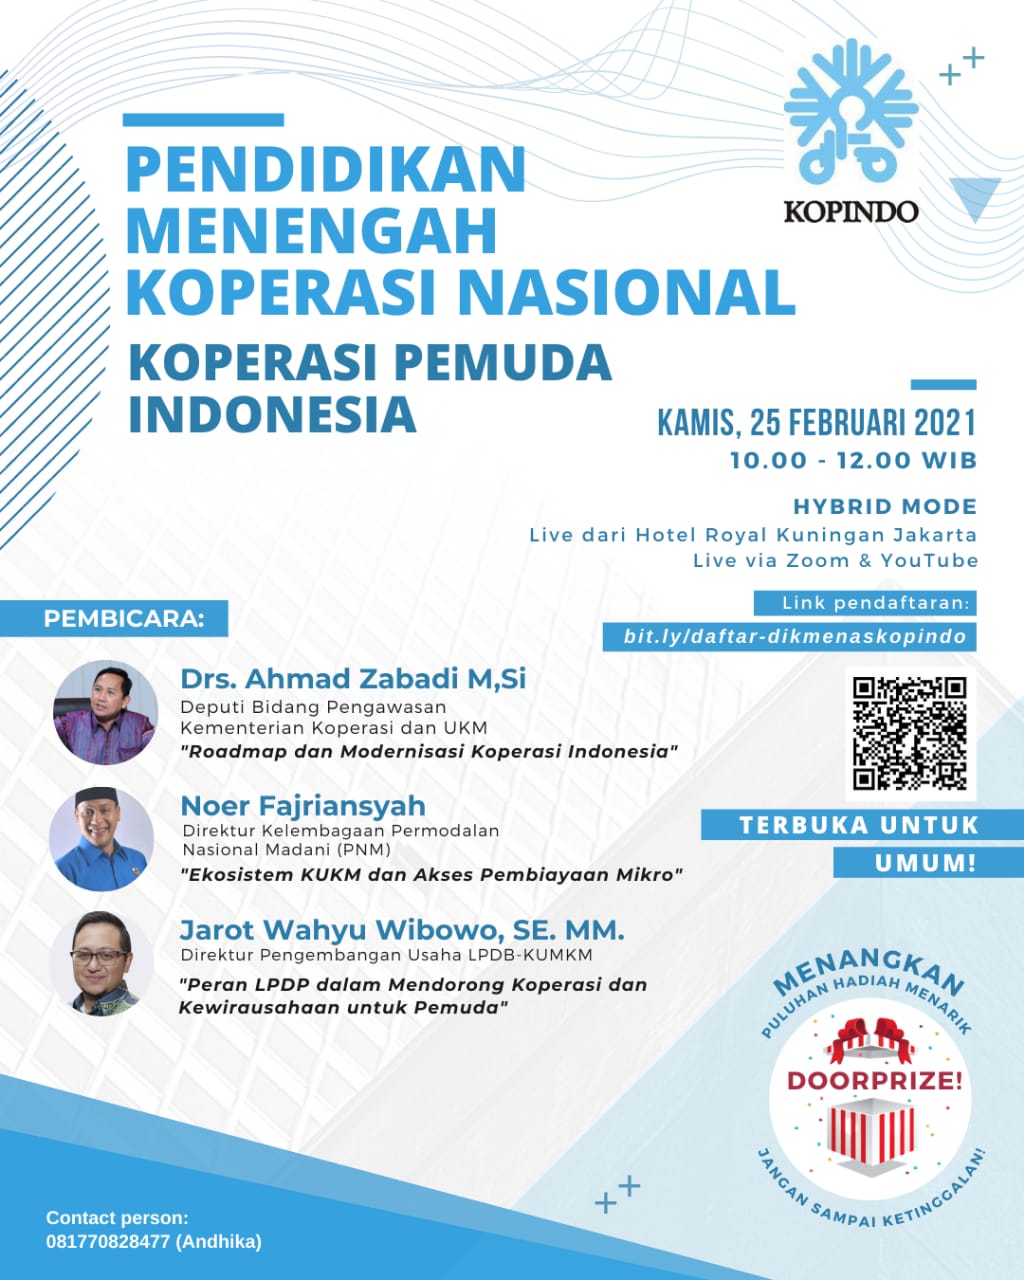 KOPINDO
PENDIDIKAN
MENENGAH
KOPERASI NASIONAL
KOPERASI PEMUDA
INDONESIA
KAMIS, 25 FEBRUARI 2021
10.00 - 12.00 WIB
HYBRID MODE
Live dari Hotel Royal Kuningan Jakarta
Live via Zoom & YouTube
Link pendaftaran:
bit.ly/daftar-dikmenaskopindo
PEMBICARA:
Drs. Ahmad Zabadi M,Si
Deputi Bidang Pengawasan
Kementerian Koperasi dan UKM
"Roadmap dan Modernisasi Koperasi Indonesia"
Noer Fajriansyah
Direktur Kelembagaan Permodalan
Nasional Madani (PNM)
"Ekosistem KUKM dan Akses Pembiayaan Mikro"
Jarot Wahyu Wibowo, SE. MM.
Direktur Pengembangan Usaha LPDB-KUMKM
"Peran LPDP dalam Mendorong Koperasi dan
Kewirausahaan untuk Pemuda"
TERBUKA UNTUK
UMUM!
MENANGKAN
PULUHAN HADIAH MENARIK
DOORPRIZE!
JANGAN SAMPAI KETINGGALAN!
Contact person:
081770828477 (Andhika)